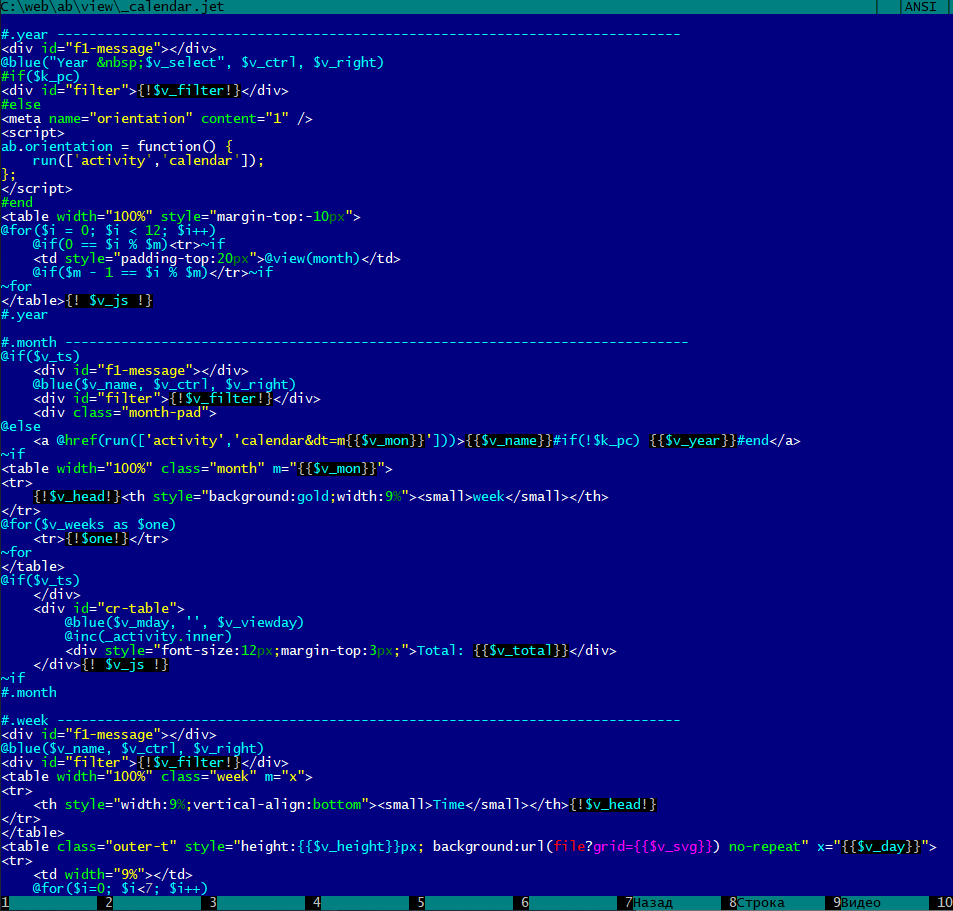 C:\web\ab\view\_calendar.jet ANSI
#.year ------------------------------------------------------------------------------
<div id="f1-message"></div>
@blue("Year &nbsp;$v_select", $v_ctrl, $v_right)
#if($k_pc)
<div id="filter">{!$v_filter!}</div>
#else
<meta name="orientation" content="1" />
<script>
ab.orientation = function() {
    run(['activity','calendar']);
};
</script>
#end
<table width="100%" style="margin-top:-10px">
@for($i = 0; $i < 12; $i++)
    @if(0 == $i % $m)<tr>~if
    <td style="padding-top:20px">@view(month)</td>
    @if($m - 1 == $i % $m)</tr>~if
~for
</table>{! $v_js !}
#.year
#.month ------------------------------------------------------------------------------
@if($v_ts)
    <div id="f1-message"></div>
    @blue($v_name, $v_ctrl, $v_right)
    <div id="filter">{!$v_filter!}</div>
    <div class="month-pad">
@else
    <a @href(run(['activity','calendar&dt=m{{$v_mon}}']))>{{$v_name}}#if(!$k_pc) {{$v_year}}#end</a>
~if
<table width="100%" class="month" m="{{$v_mon}}">
<tr>
    {!$v_head!}<th style="background:gold;width:9%"><small>week</small></th>
</tr>
@for($v_weeks as $one)
    <tr>{!$one!}</tr>
~for
</table>
@if($v_ts)
    </div>
    <div id="cr-table">
        @blue($v_mday, '', $v_viewday)
        @inc(_activity.inner)
        <div style="font-size:12px;margin-top:3px;">Total: {{$v_total}}</div>
    </div>{! $v_js !}
~if
#.month
#.week ------------------------------------------------------------------------------
<div id="f1-message"></div>
@blue($v_name, $v_ctrl, $v_right)
<div id="filter">{!$v_filter!}</div>
<table width="100%" class="week" m="x">
<tr>
    <th style="width:9%;vertical-align:bottom"><small>Time</small></th>{!$v_head!}
</tr>
</table>
<table class="outer-t" style="height:{{$v_height}}px; background:url(file?grid={{$v_svg}}) no-repeat" x="{{$v_day}}">
<tr>
    <td width="9%"></td>
    @for($i=0; $i<7; $i++)
1 2 3 4 5 6 7Назад 8Строка 9Видео 10